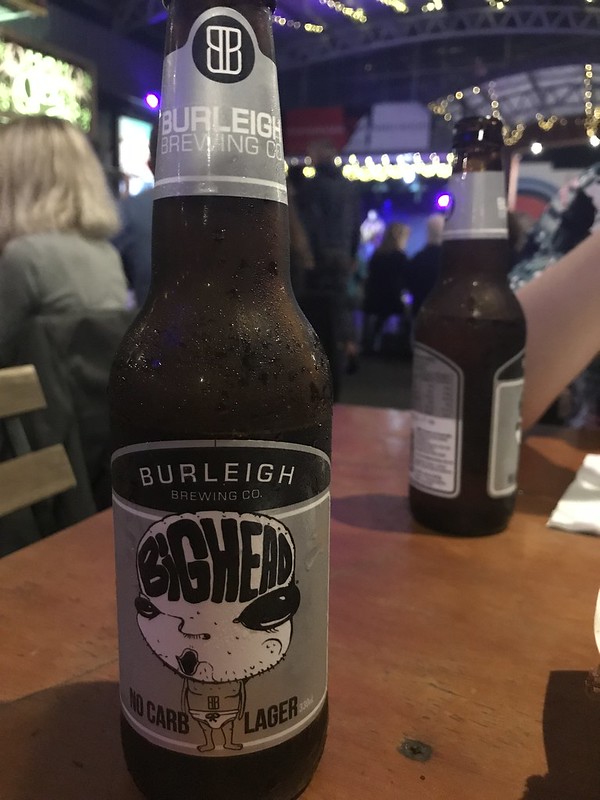 BB
BURLEIGH
BREWING CO.
BURLEIGH
BREWING CO.
BIGHEAD
NO CARB LAGER